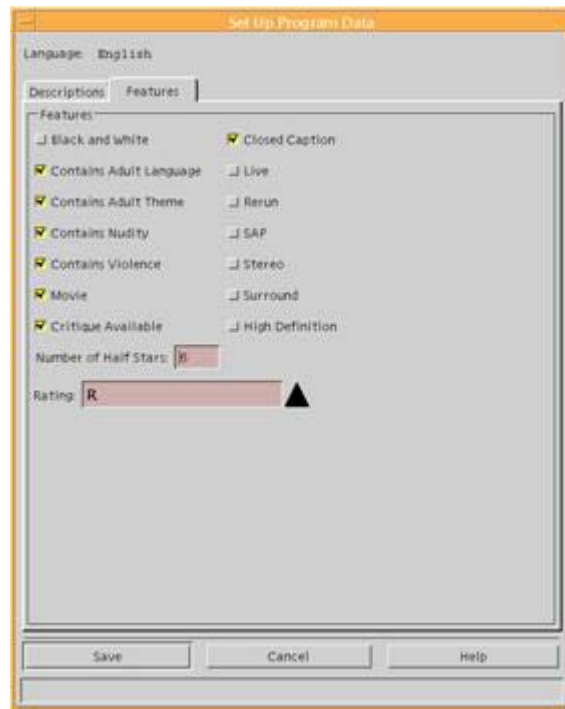 Set Up Program Data
Language: English
Descriptions Features
Features
Black and White Closed Caption
Contains Adult Language Live
Contains Adult Theme Rerun
Contains Nudity SAP
Contains Violence Stereo
Movie Surround
Critique Available High Definition
Number of Half Stars: 6
Rating: R
Save Cancel Help